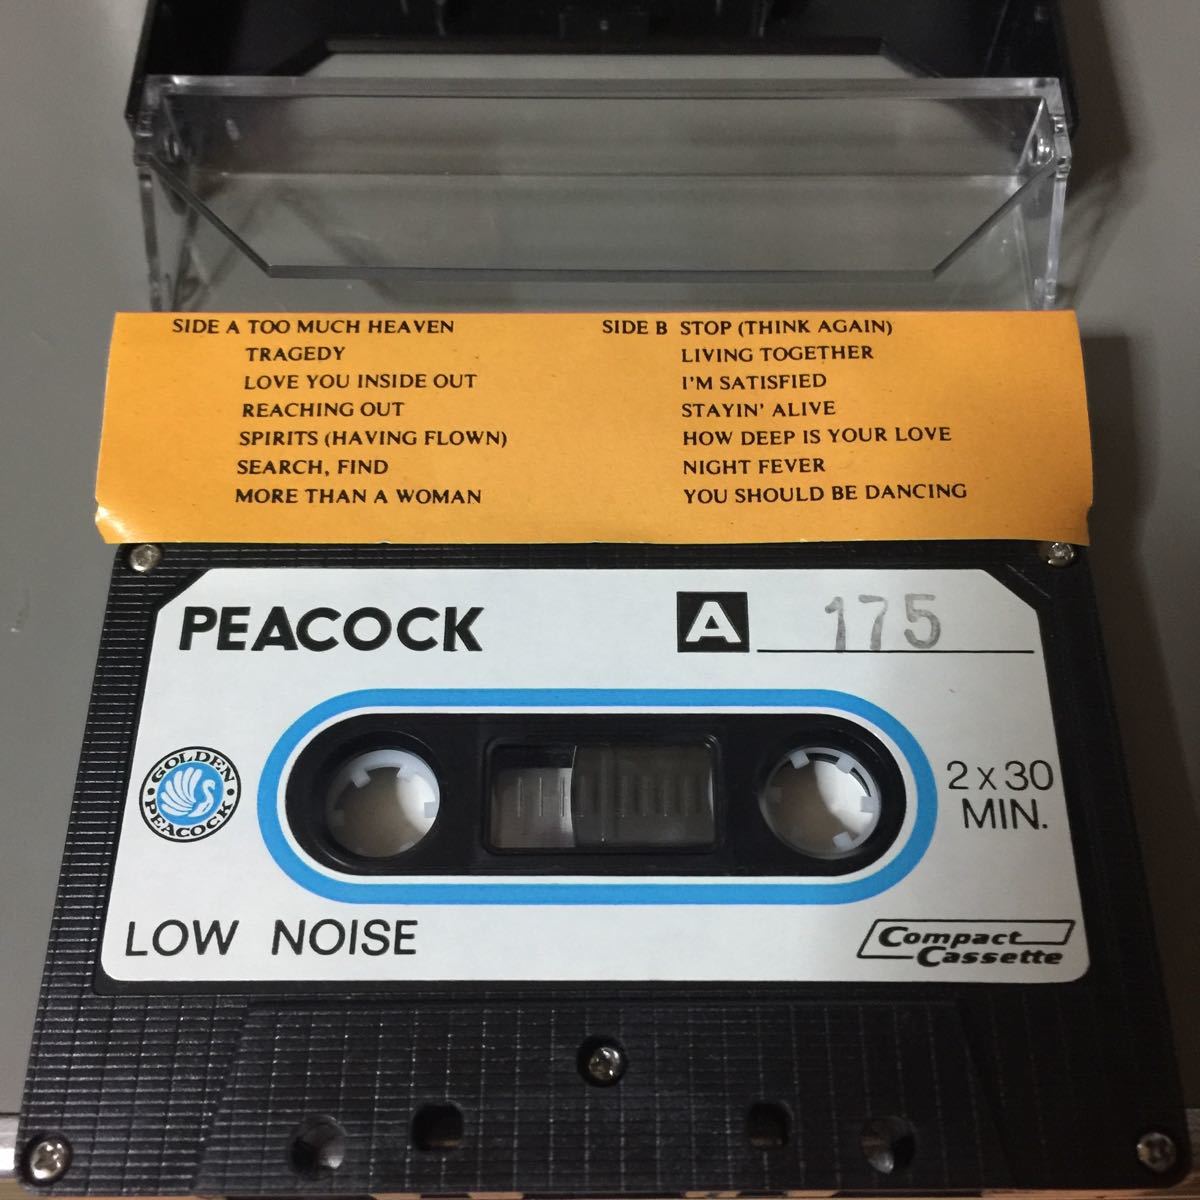 SIDE A TOO MUCH HEAVEN
TRAGEDY
LOVE YOU INSIDE OUT
REACHING OUT
SPIRITS (HAVING FLOWN)
SEARCH, FIND
MORE THAN A WOMAN
SIDE B STOP (THINK AGAIN)
LIVING TOGETHER
I'M SATISFIED
STAYIN' ALIVE
HOW DEEP IS YOUR LOVE
NIGHT FEVER
YOU SHOULD BE DANCING
PEACOCK
A 175
GOLDEN
PEACOCK
2 x 30
MIN.
LOW NOISE
Compact
Cassette